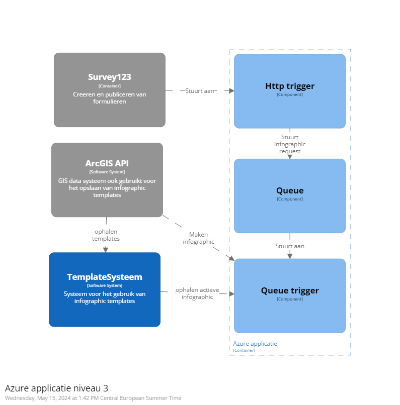 Survey123
[Container]
Creeren en publiceren van
formulieren
Stuurt aan
Http trigger
[Component]
Stuurt
infographic
request
ArcGIS API
[Software System]
GIS data systeem ook gebruikt voor
het opslaan van infographic
templates
Queue
[Component]
ophalen
templates
Maken
infographic
Stuurt aan
TemplateSysteem
[Software System]
Systeem voor het gebruik van
infographic templates
ophalen actieve
infographic
Queue trigger
[Component]
Azure applicatie
[Container]
Azure applicatie niveau 3
Wednesday, May 15, 2024 at 1:42 PM Central European Summer Time